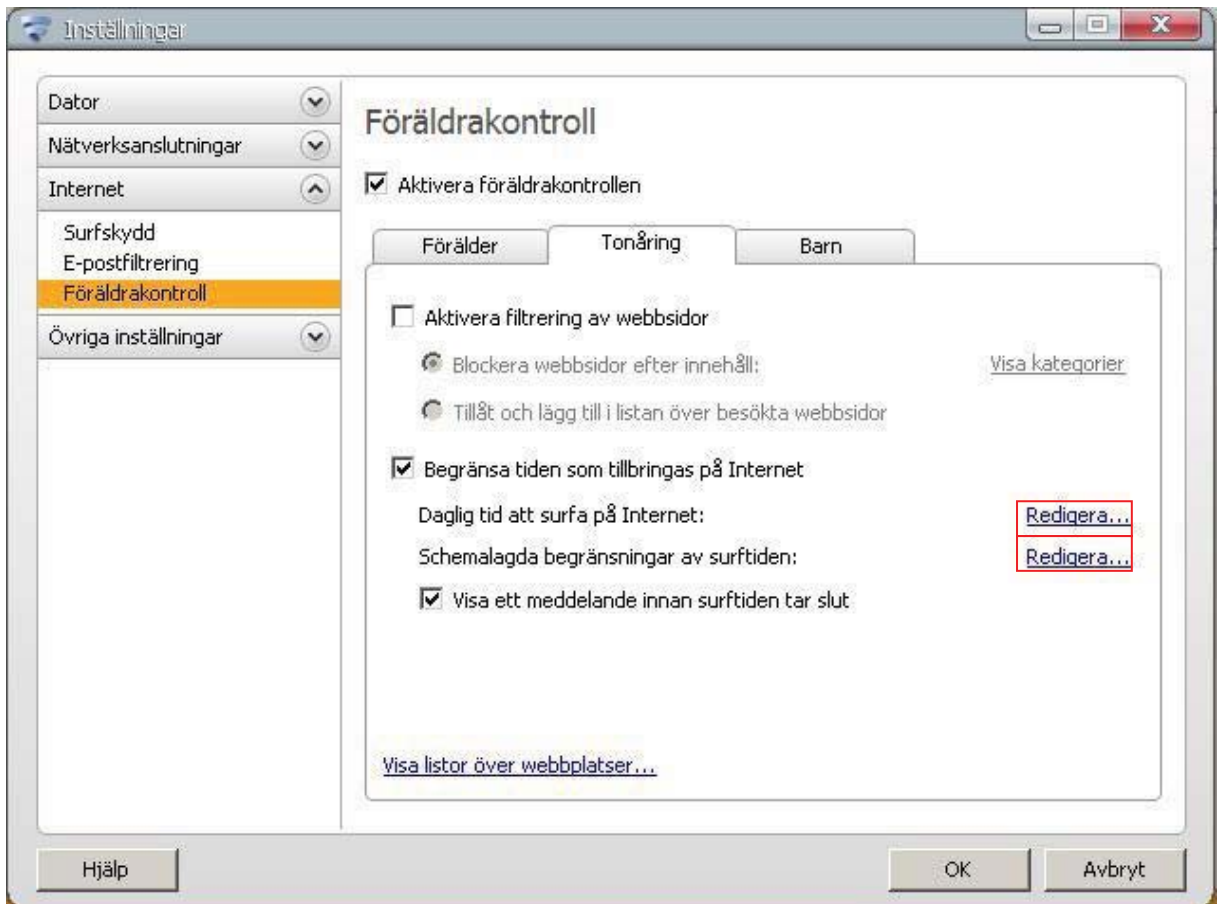 Inställningar
Dator
Nätverksanslutningar
Internet
Surfskydd
E-postfiltrering
Föräldrakontroll
Övriga inställningar
Föräldrakontroll
Aktivera föräldrakontrollen
Förälder
Tonåring
Barn
Aktivera filtrering av webbsidor
Blockera webbsidor efter innehåll:
Visa kategorier
Tillåt och lägg till i listan över besökta webbsidor
Begränsa tiden som tillbringas på Internet
Daglig tid att surfa på Internet:
Redigera...
Schemalagda begränsningar av surftiden:
Redigera...
Visa ett meddelande innan surftiden tar slut
Visa listor över webbplatser...
Hjälp
OK
Avbryt